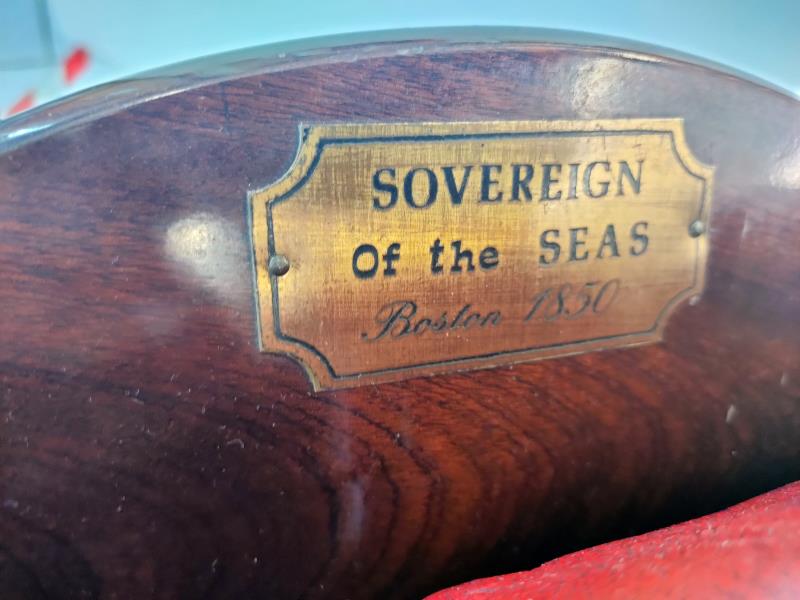 SOVEREIGN
Of the SEAS
Boston 1850